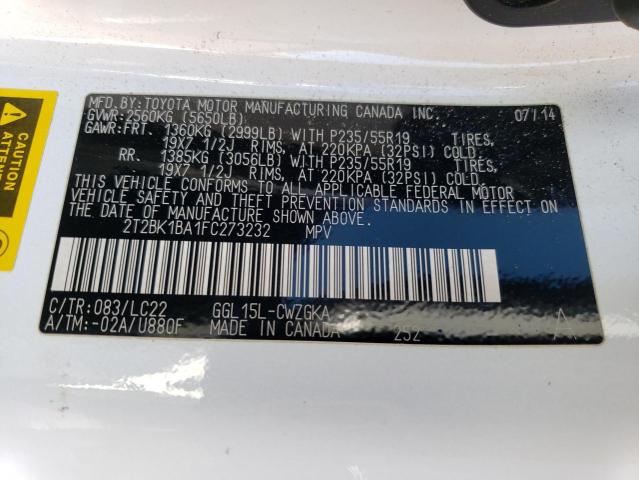 MFD.BY:TOYOTA MOTOR MANUFACTURING CANADA INC 07/14
GVWR:2560KG (5650LB)
GAWR:FRT. 1360KG (2999LB) WITH P235/55R19 TIRES,
19X7 1/2J RIMS, AT 220KPA (32PSI) COLD.
RR. 1385KG (3056LB) WITH P235/55R19 TIRES,
19X7 1/2J RIMS, AT 220KPA (32PSI) COLD.
THIS VEHICLE CONFORMS TO ALL APPLICABLE FEDERAL MOTOR
VEHICLE SAFETY AND THEFT PREVENTION STANDARDS IN EFFECT ON
THE DATE OF MANUFACTURE SHOWN ABOVE.
2T2BK1BA1FC273232 MPV
C/TR:083/LC22 GGL15L-CWZGKA
A/TM:-02A/U880F MADE IN CANADA 252 A